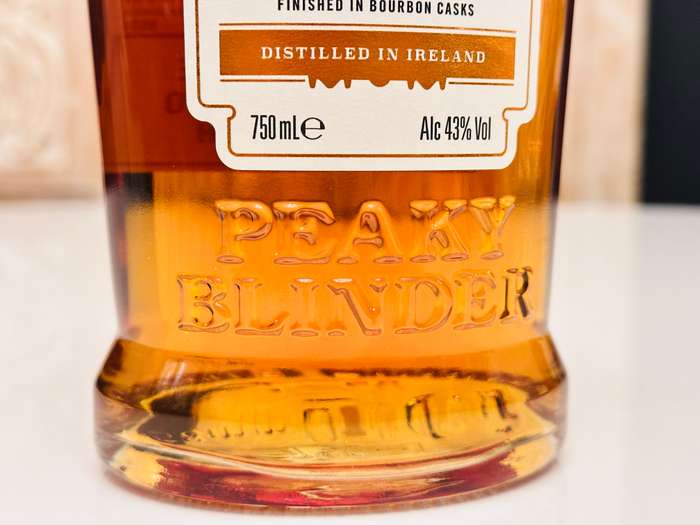 FINISHED IN BOURBON CASKS
DISTILLED IN IRELAND
750 mL℮ Alc 43% Vol
PEAKY
BLINDER